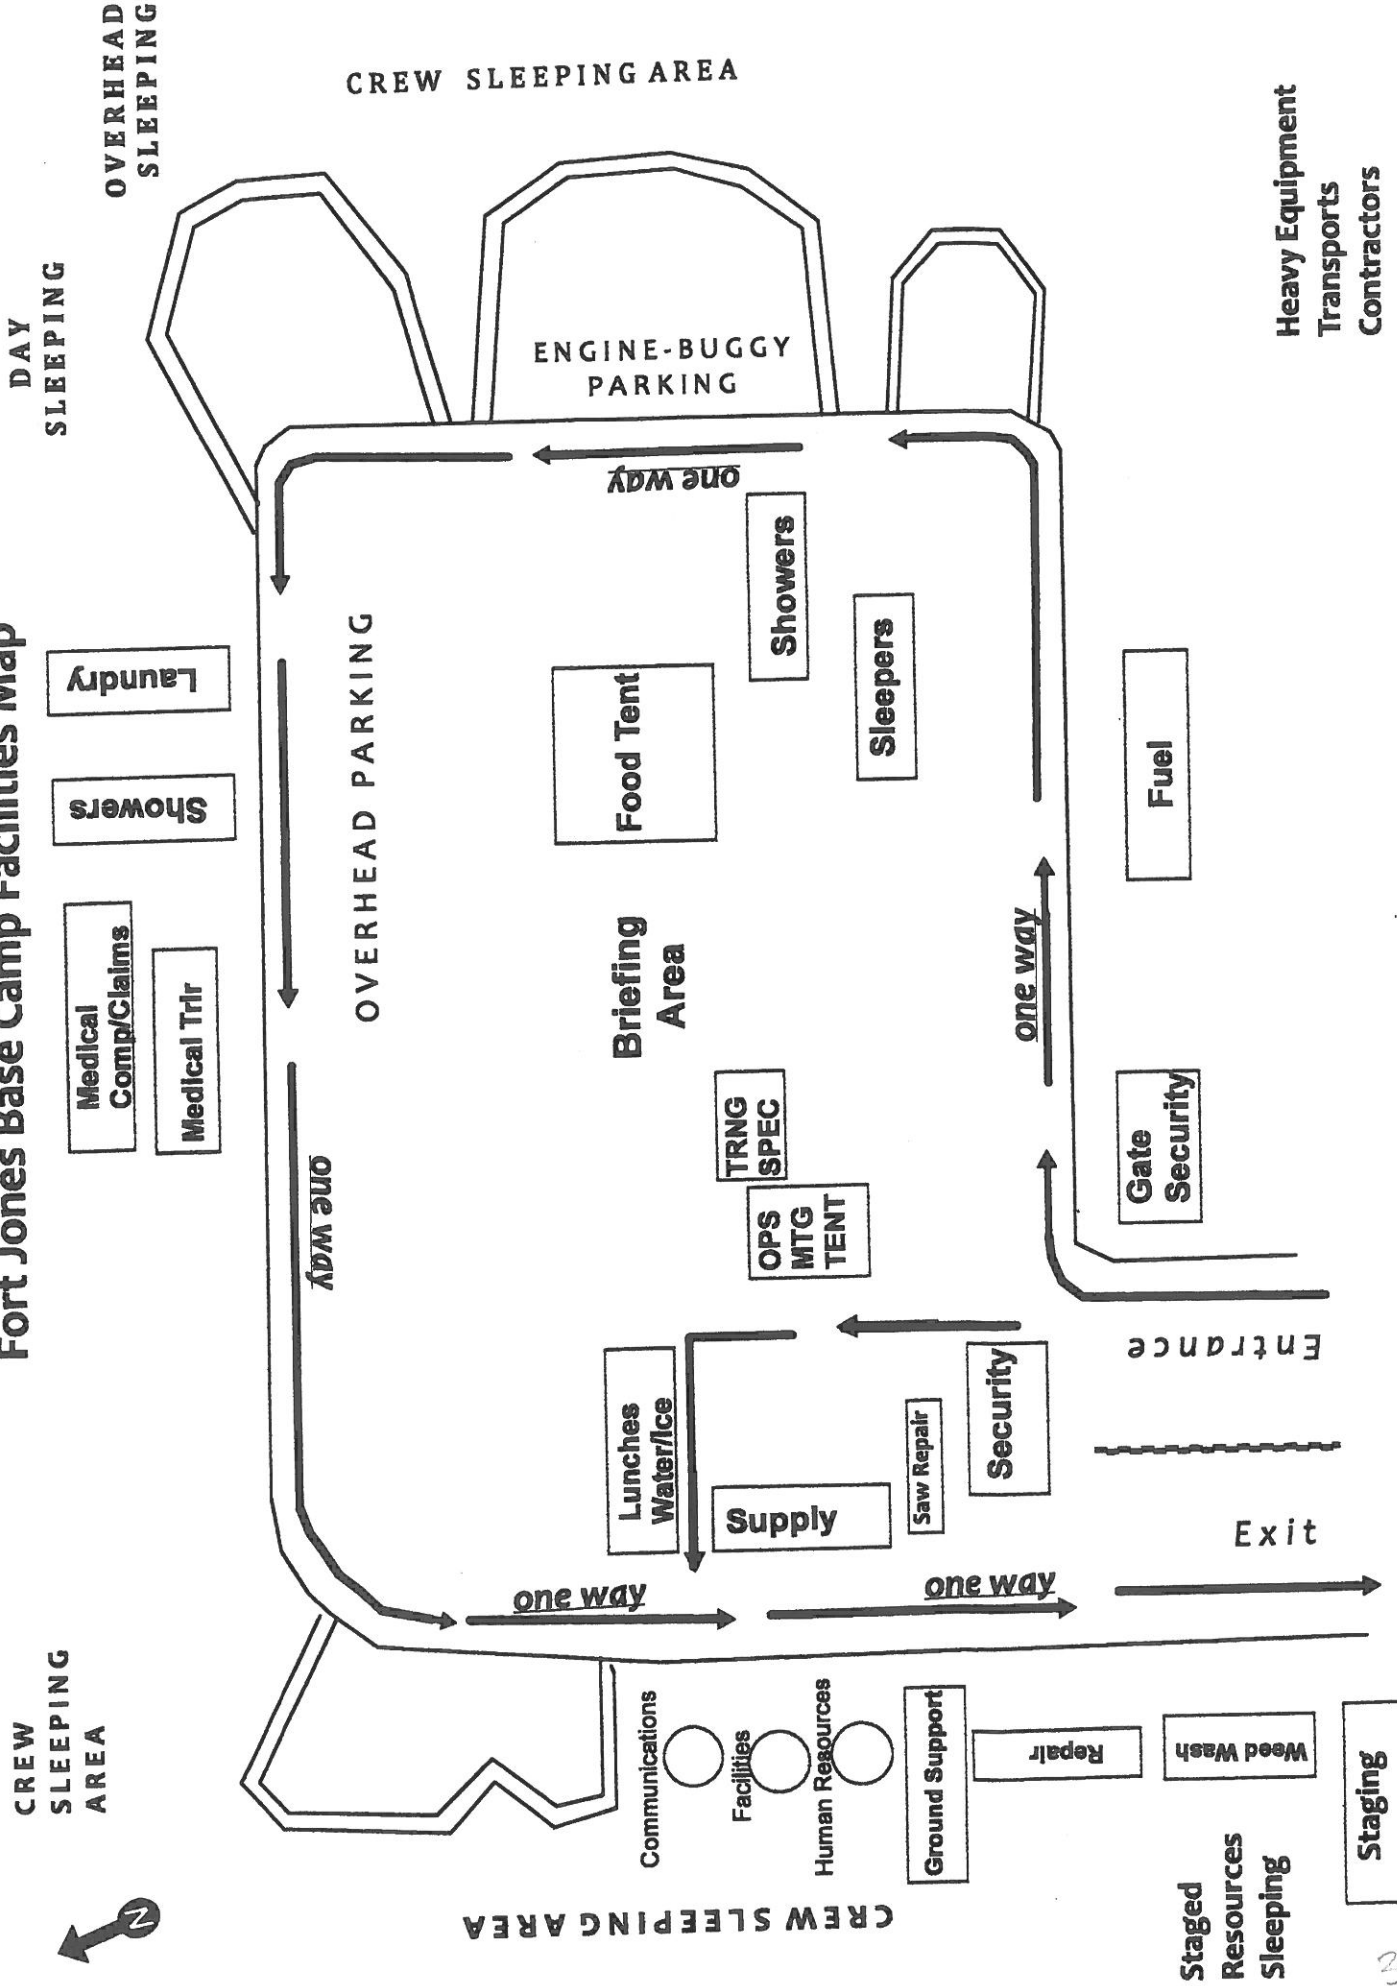 Fort Jones Base Camp Facilities Map
CREW
SLEEPING
AREA
DAY
SLEEPING
OVERHEAD
SLEEPING
Medical
Comp/Claims
Medical Trlr
Showers
Laundry
one way
OVERHEAD PARKING
CREW SLEEPING AREA
ENGINE-BUGGY
PARKING
one way
Food Tent
Briefing
Area
Showers
Sleepers
TRNG
SPEC
OPS
MTG
TENT
Lunches
Water/Ice
Supply
Saw Repair
Security
one way
one way
one way
Communications
Facilities
Human Resources
Ground Support
Repair
Weed Wash
Staging
CREW SLEEPING AREA
N
Staged
Resources
Sleeping
Exit
Entrance
Gate
Security
Fuel
Heavy Equipment
Transports
Contractors